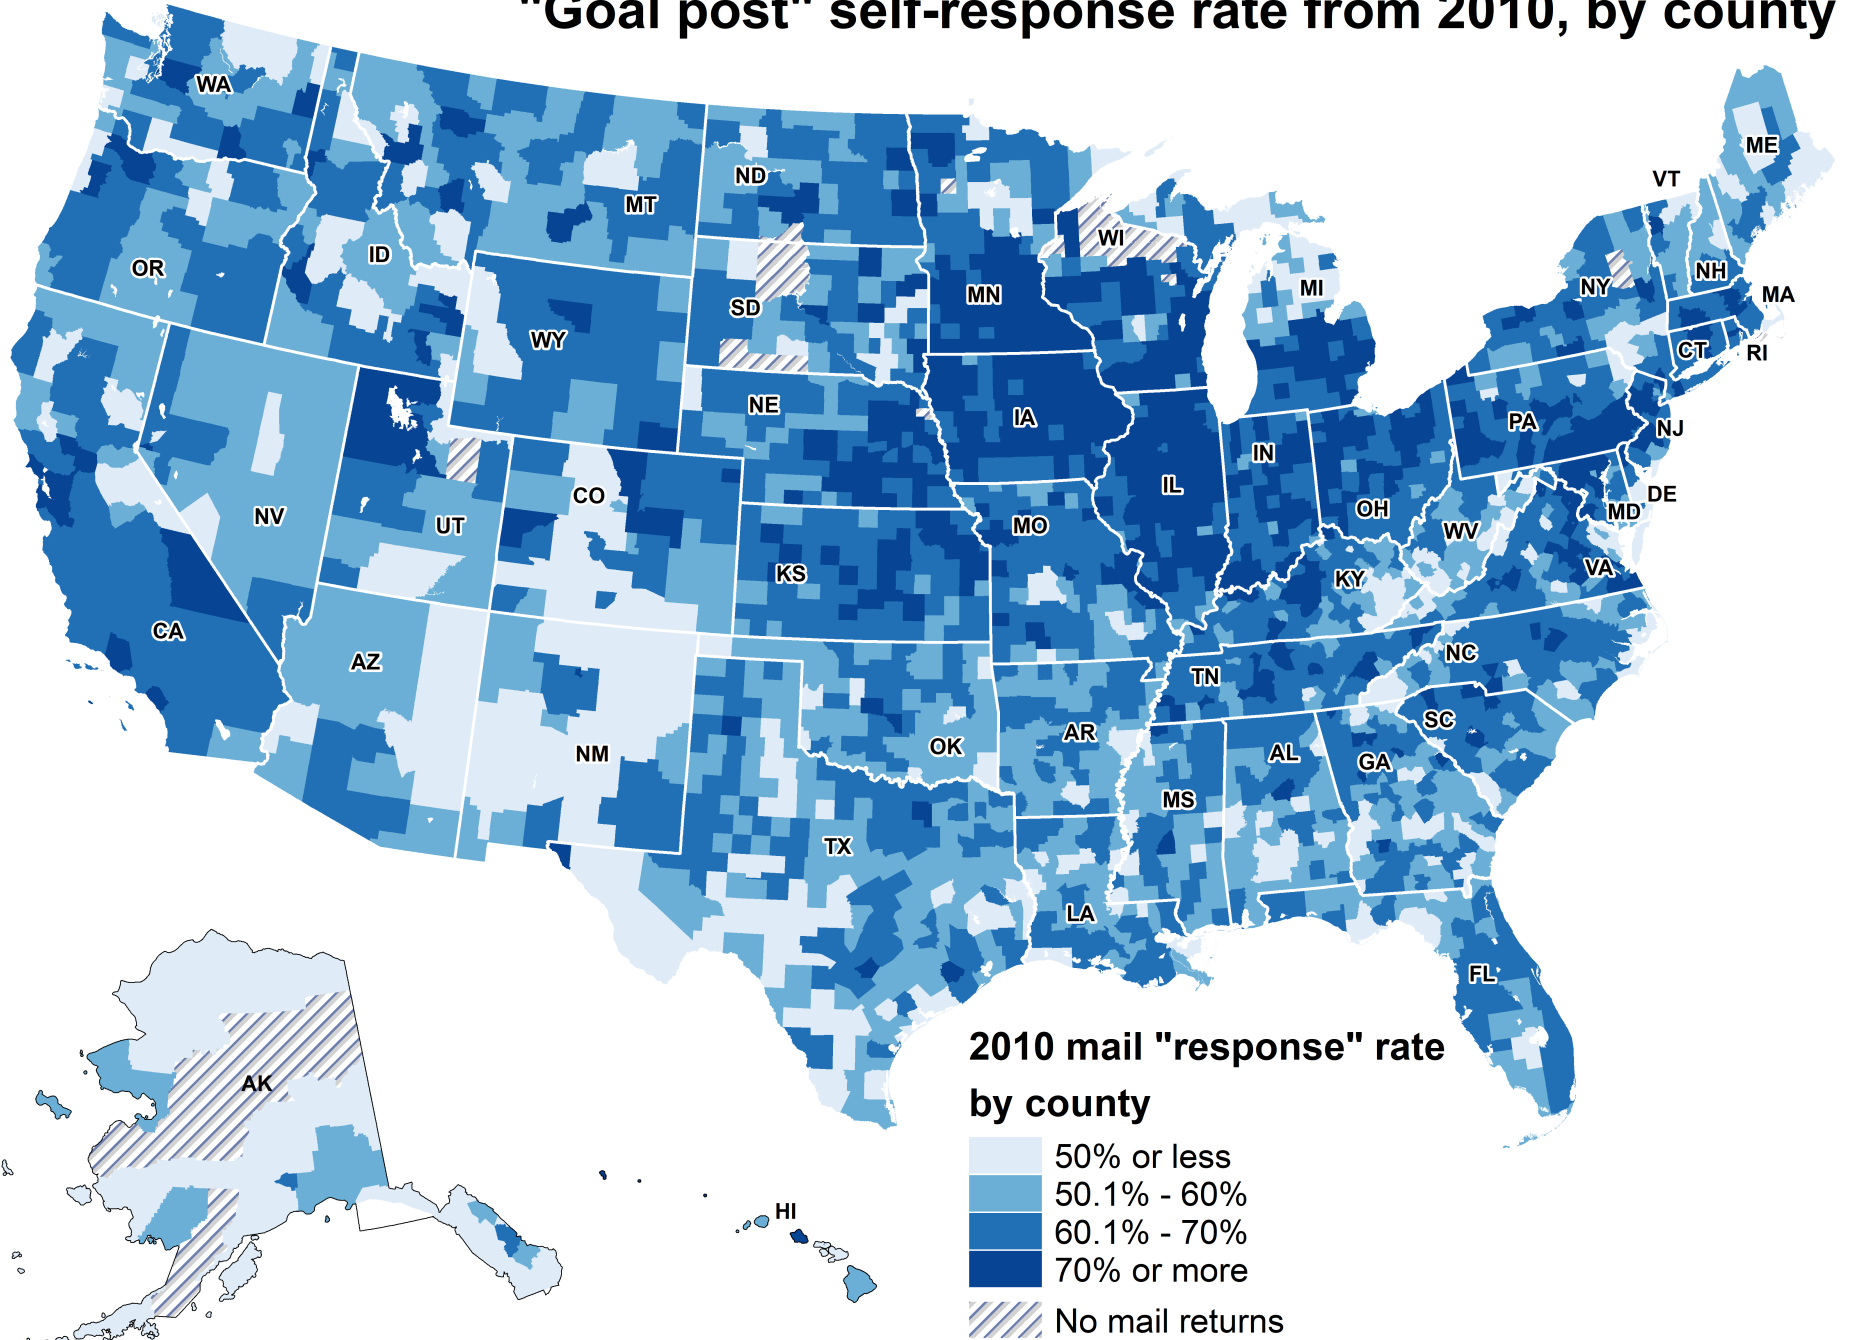 "Goal post" self-response rate from 2010, by county
WA
ME
VT
ND
MT
WI
OR
ID
NH
NY
MI
MN
MA
SD
WY
CT
RI
NE
IA
PA
NJ
IN
CO
IL
DE
OH
MD
NV
UT
MO
WV
KS
KY
VA
CA
AZ
NC
TN
SC
AR
OK
NM
AL
GA
MS
TX
LA
FL
AK
HI
2010 mail "response" rate
by county
50% or less
50.1% - 60%
60.1% - 70%
70% or more
No mail returns